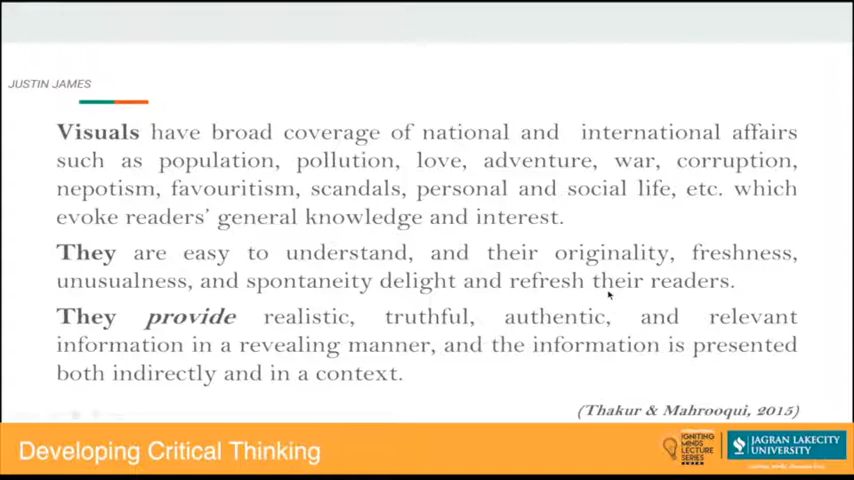 JUSTIN JAMES
Visuals have broad coverage of national and international affairs
such as population, pollution, love, adventure, war, corruption,
nepotism, favouritism, scandals, personal and social life, etc. which
evoke readers' general knowledge and interest.
They are easy to understand, and their originality, freshness,
unusualness, and spontaneity delight and refresh their readers.
They provide realistic, truthful, authentic, and relevant
information in a revealing manner, and the information is presented
both indirectly and in a context.
(Thakur & Mahrooqui, 2015)
Developing Critical Thinking
IGNITING
MINDS
LECTURE
SERIES
JAGRAN LAKECITY
UNIVERSITY